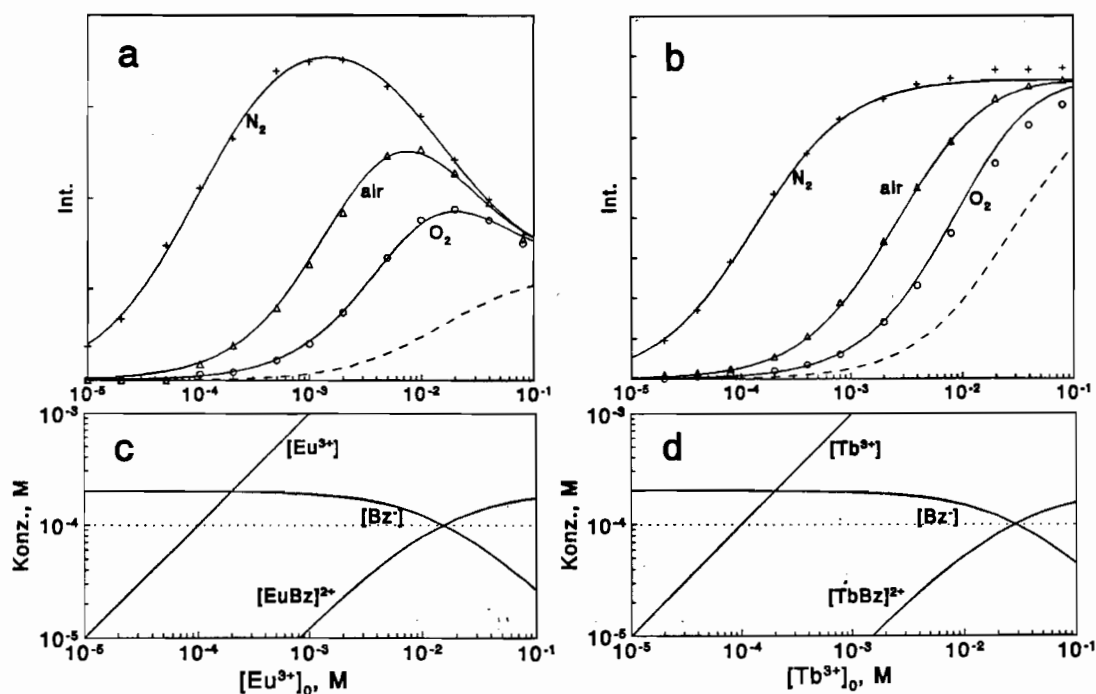 a
N₂
air
O₂
Int.
10⁻⁵ 10⁻⁴ 10⁻³ 10⁻² 10⁻¹
b
N₂
air
O₂
Int.
10⁻⁵ 10⁻⁴ 10⁻³ 10⁻² 10⁻¹
c
[Eu³⁺]
[Bz⁻]
[EuBz]²⁺
Konz., M
10⁻³
10⁻⁴
10⁻⁵
10⁻⁵ 10⁻⁴ 10⁻³ 10⁻² 10⁻¹
[Eu³⁺]₀, M
d
[Tb³⁺]
[Bz⁻]
[TbBz]²⁺
Konz., M
10⁻³
10⁻⁴
10⁻⁵
10⁻⁵ 10⁻⁴ 10⁻³ 10⁻² 10⁻¹
[Tb³⁺]₀, M